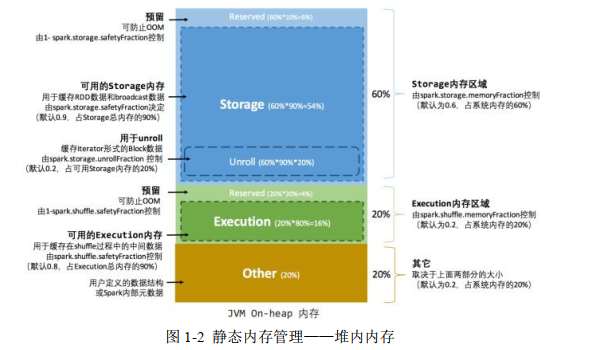 预留
可防止OOM
由1- spark.storage.safetyFraction控制
可用的Storage内存
用于缓存RDD数据和broadcast数据
由spark.storage.safetyFraction决定
(默认0.9，占Storage总内存的90%)
用于unroll
缓存Iterator形式的Block数据
由spark.storage.unrollFraction 控制
(默认0.2，占可用Storage内存的20%)
预留
可防止OOM
由1-spark.shuffle.safetyFraction控制
可用的Execution内存
用于缓存在shuffle过程中的中间数据
由spark.shuffle.safetyFraction控制
(默认0.8，占Execution总内存的90%)
用户定义的数据结构
或Spark内部元数据
Reserved (60%*10%=6%)
Storage (60%*90%=54%)
Unroll (60%*90%*20%)
Reserved (20%*20%=4%)
Execution (20%*80%=16%)
Other (20%)
60%
20%
20%
Storage内存区域
由spark.storage.memoryFraction控制
(默认为0.6，占系统内存的60%)
Execution内存区域
由spark.shuffle.memoryFraction控制
(默认为0.2，占系统内存的20%)
其它
取决于上面两部分的大小
(默认为0.2，占系统内存的20%)
JVM On-heap 内存
图 1-2 静态内存管理——堆内内存